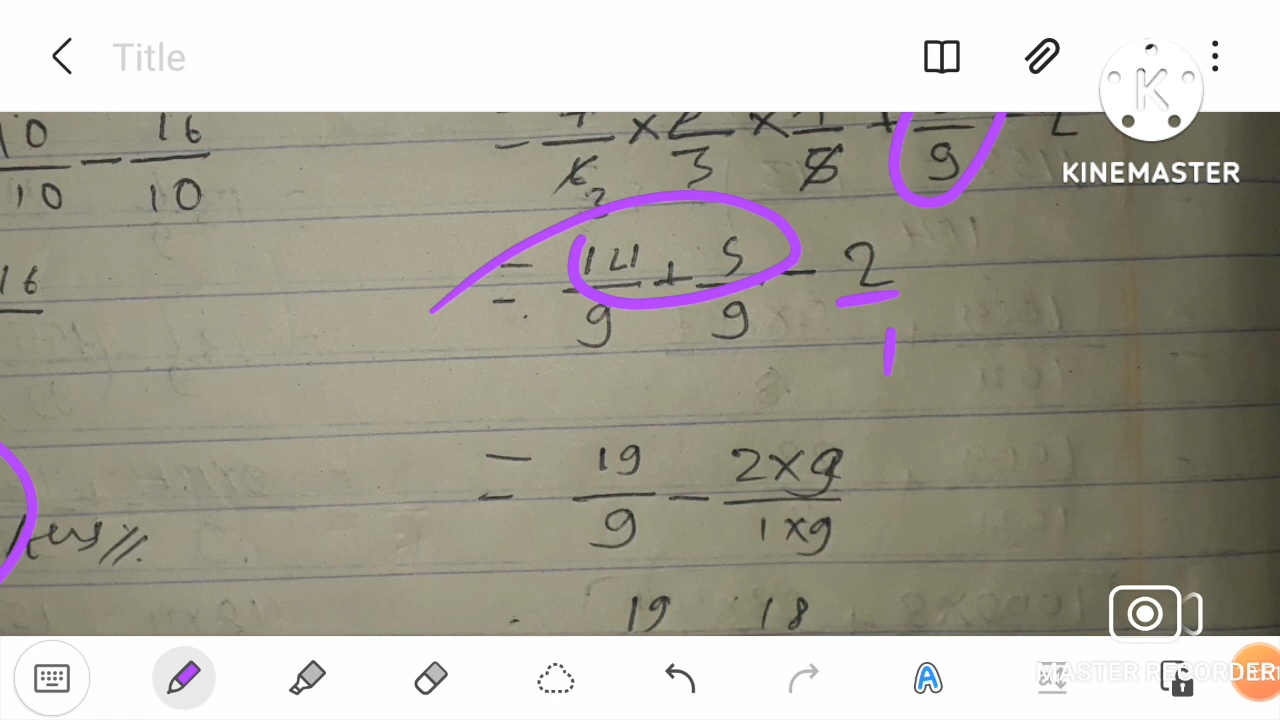 Title
KINEMASTER
10/10 - 16/10
9
16
= 14/9 + 5/9 - 2/1
= 19/9 - 2×9/1×9
19 18
MASTER RECORDER